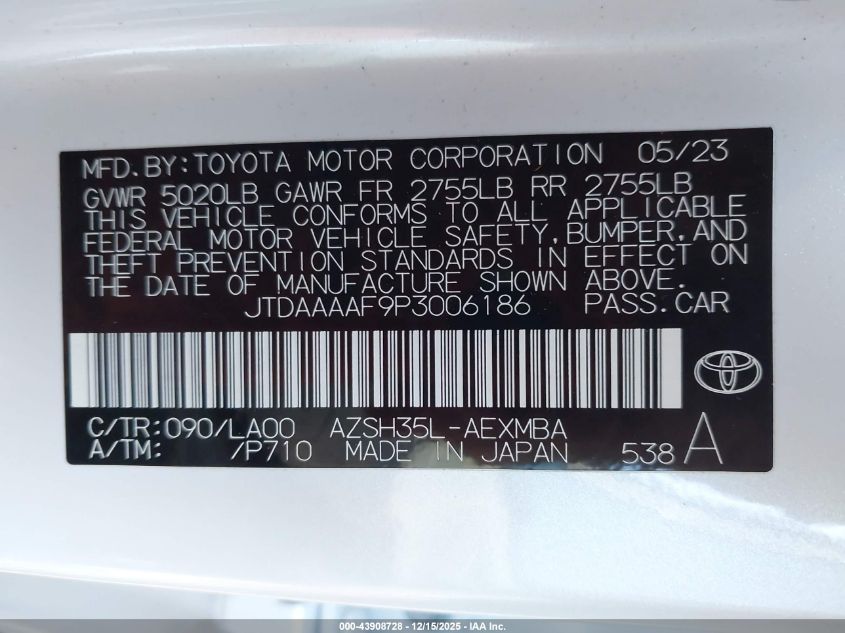 MFD. BY: TOYOTA MOTOR CORPORATION 05/23
GVWR 5020LB GAWR FR 2755LB RR 2755LB
THIS VEHICLE CONFORMS TO ALL APPLICABLE
FEDERAL MOTOR VEHICLE SAFETY, BUMPER, AND
THEFT PREVENTION STANDARDS IN EFFECT ON
THE DATE OF MANUFACTURE SHOWN ABOVE.
JTDAAAAF9P3006186 PASS. CAR
C/TR: 090/LA00 AZSH35L-AEXMBA
A/TM: /P710 MADE IN JAPAN 538 A
000-43908728 - 12/15/2025 - IAA Inc.